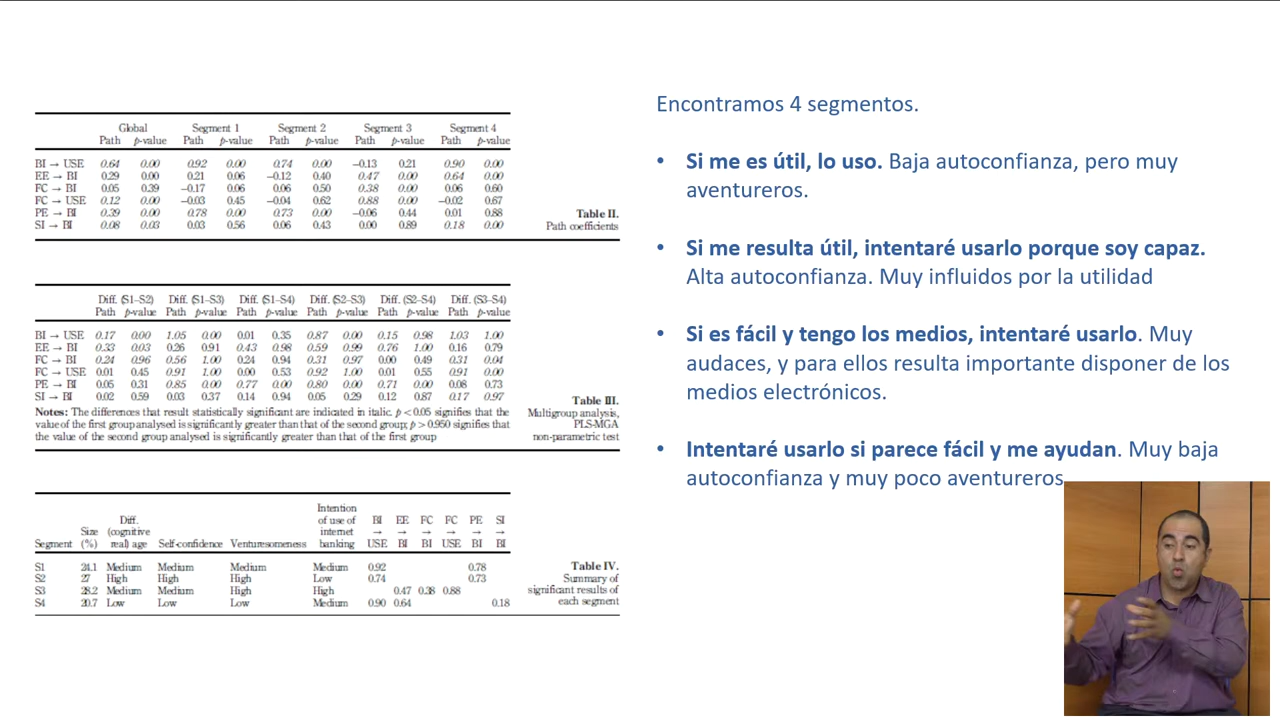 Global Segment 1 Segment 2 Segment 3 Segment 4
Path p-value Path p-value Path p-value Path p-value Path p-value
BI → USE 0.64 0.00 0.92 0.00 0.74 0.00 −0.13 0.21 0.90 0.00
EE → BI 0.29 0.00 0.21 0.06 −0.12 0.40 0.47 0.00 0.64 0.00
FC → BI 0.05 0.39 −0.17 0.06 0.06 0.50 0.38 0.00 0.06 0.60
FC → USE 0.12 0.00 −0.03 0.45 −0.04 0.62 0.88 0.00 −0.02 0.67
PE → BI 0.39 0.00 0.78 0.00 0.73 0.00 −0.06 0.44 0.01 0.88
SI → BI 0.08 0.03 0.03 0.56 0.06 0.43 0.00 0.89 0.18 0.00
Table II.
Path coefficients
Diff. (S1–S2) Diff. (S1–S3) Diff. (S1–S4) Diff. (S2–S3) Diff. (S2–S4) Diff. (S3–S4)
Path p-value Path p-value Path p-value Path p-value Path p-value Path p-value
BI → USE 0.17 0.00 1.05 0.00 0.01 0.35 0.87 0.00 0.15 0.98 1.03 1.00
EE → BI 0.33 0.03 0.26 0.91 0.43 0.98 0.59 0.99 0.76 1.00 0.16 0.79
FC → BI 0.24 0.96 0.56 1.00 0.24 0.94 0.31 0.97 0.00 0.49 0.31 0.04
FC → USE 0.01 0.45 0.91 1.00 0.00 0.53 0.92 1.00 0.01 0.55 0.91 0.00
PE → BI 0.05 0.31 0.85 0.00 0.77 0.00 0.80 0.00 0.71 0.00 0.08 0.73
SI → BI 0.02 0.59 0.03 0.37 0.14 0.94 0.05 0.29 0.12 0.87 0.17 0.97
Notes: The differences that result statistically significant are indicated in italic. p < 0.05 signifies that the
value of the first group analysed is significantly greater than that of the second group; p > 0.950 signifies that
the value of the second group analysed is significantly greater than that of the first group
Table III.
Multigroup analysis,
PLS-MGA
non-parametric test
Segment Size (%) Diff. (cognitive real) age Self-confidence Venturesomeness Intention of use of internet banking BI → USE EE → BI FC → BI FC → USE PE → BI SI → BI
S1 24.1 Medium Medium Medium Medium 0.92 0.78
S2 27 High High High Low 0.74 0.73
S3 28.2 Medium Medium High High 0.47 0.38 0.88
S4 20.7 Low Low Low Medium 0.90 0.64 0.18
Table IV.
Summary of
significant results of
each segment
Encontramos 4 segmentos.
• Si me es útil, lo uso. Baja autoconfianza, pero muy
aventureros.
• Si me resulta útil, intentaré usarlo porque soy capaz.
Alta autoconfianza. Muy influidos por la utilidad
• Si es fácil y tengo los medios, intentaré usarlo. Muy
audaces, y para ellos resulta importante disponer de los
medios electrónicos.
• Intentaré usarlo si parece fácil y me ayudan. Muy baja
autoconfianza y muy poco aventureros